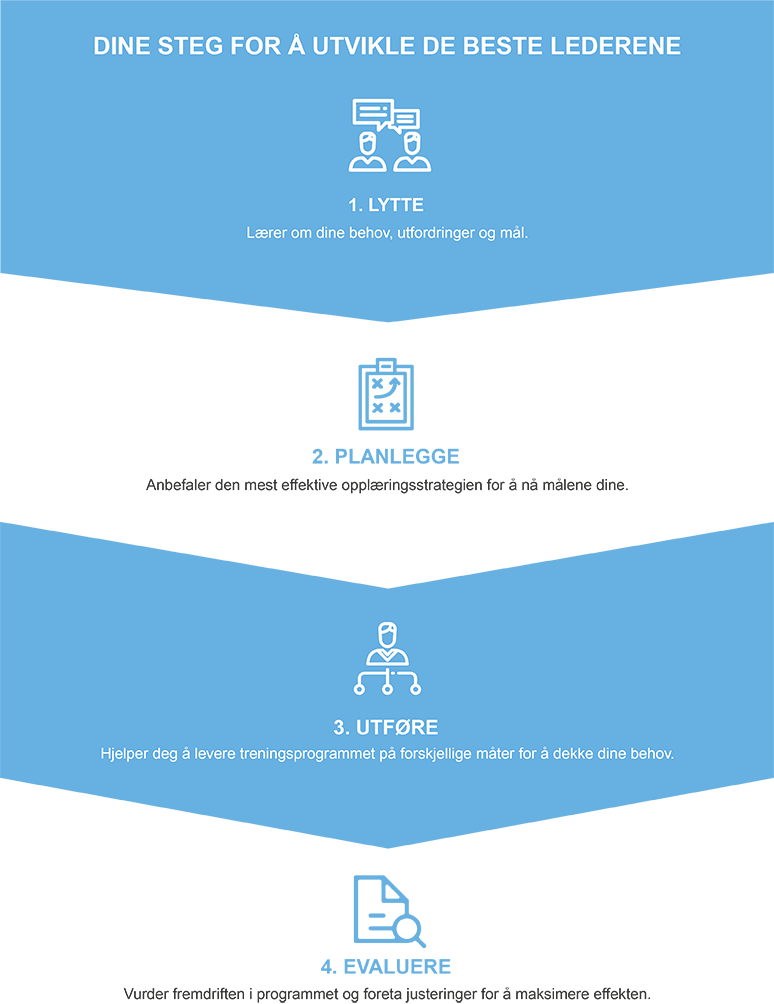 DINE STEG FOR Å UTVIKLE DE BESTE LEDERENE
1. LYTTE
Lærer om dine behov, utfordringer og mål.
2. PLANLEGGE
Anbefaler den mest effektive opplæringsstrategien for å nå målene dine.
3. UTFØRE
Hjelper deg å levere treningsprogrammet på forskjellige måter for å dekke dine behov.
4. EVALUERE
Vurder fremdriften i programmet og foreta justeringer for å maksimere effekten.